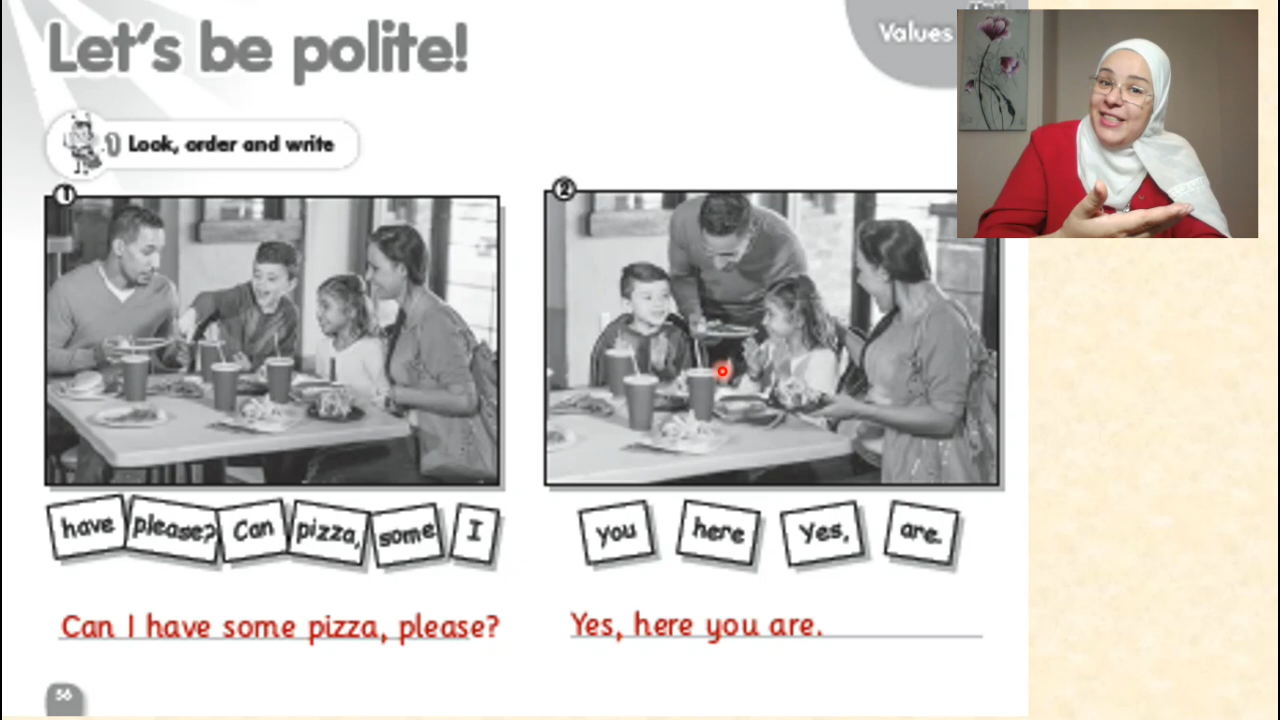 Let's be polite!
Values
1 Look, order and write
1
2
have please? Can pizza, some I
you here Yes, are.
Can I have some pizza, please?
Yes, here you are.
56